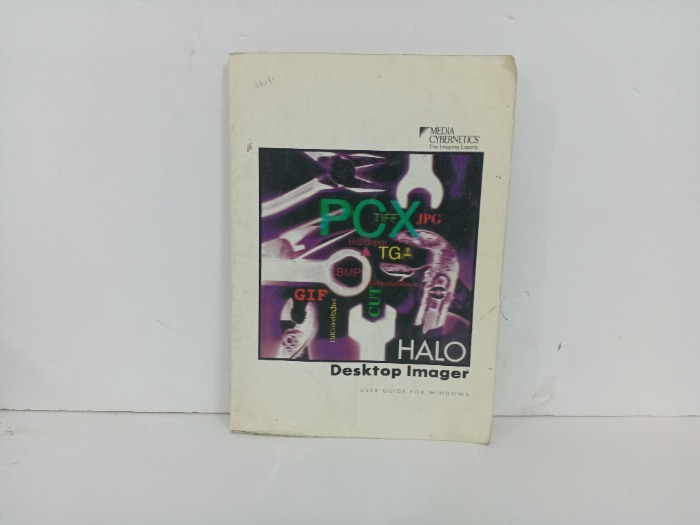 MEDIA
CYBERNETICS®
The Imaging Experts
PCX
TIFF
JPG
TGA
BMP
GIF
CUT
HALO
Desktop Imager
USER GUIDE FOR WINDOWS